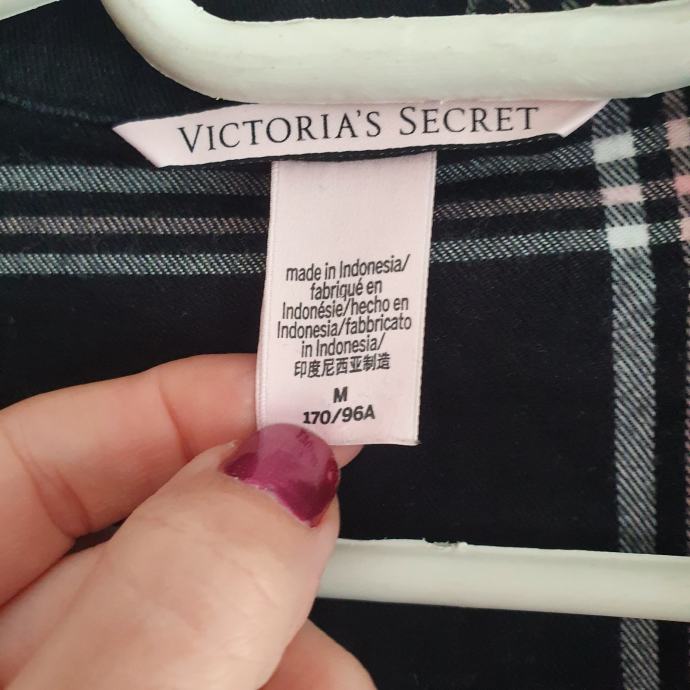 VICTORIA'S SECRET
made in Indonesia/
fabriqué en
Indonésie/hecho en
Indonesia/fabbricato
in Indonesia/
印度尼西亚制造
M
170/96A